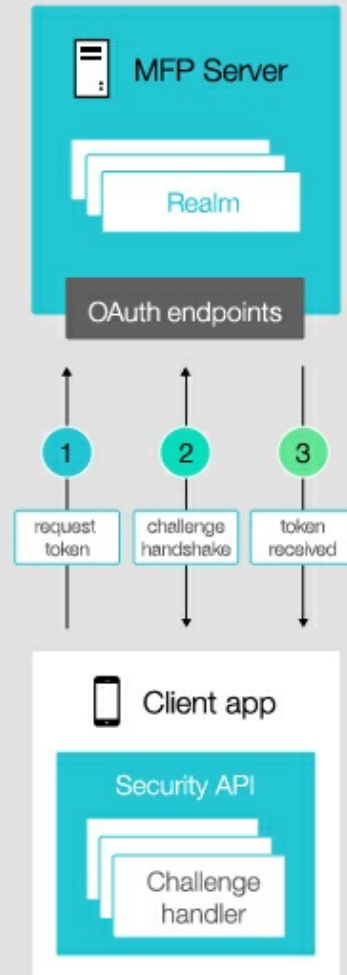 MFP Server
Realm
OAuth endpoints
1
2
3
request
token
challenge
handshake
token
received
Client app
Security API
Challenge
handler